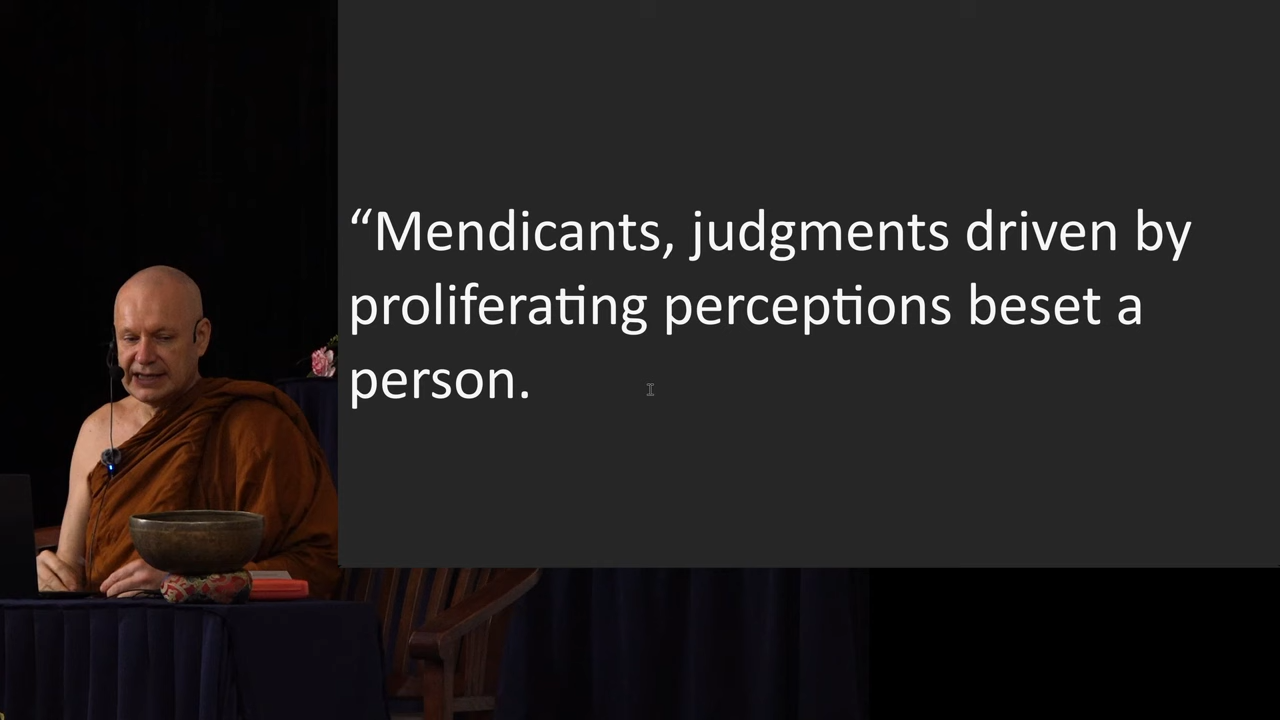 “Mendicants, judgments driven by
proliferating perceptions beset a
person.